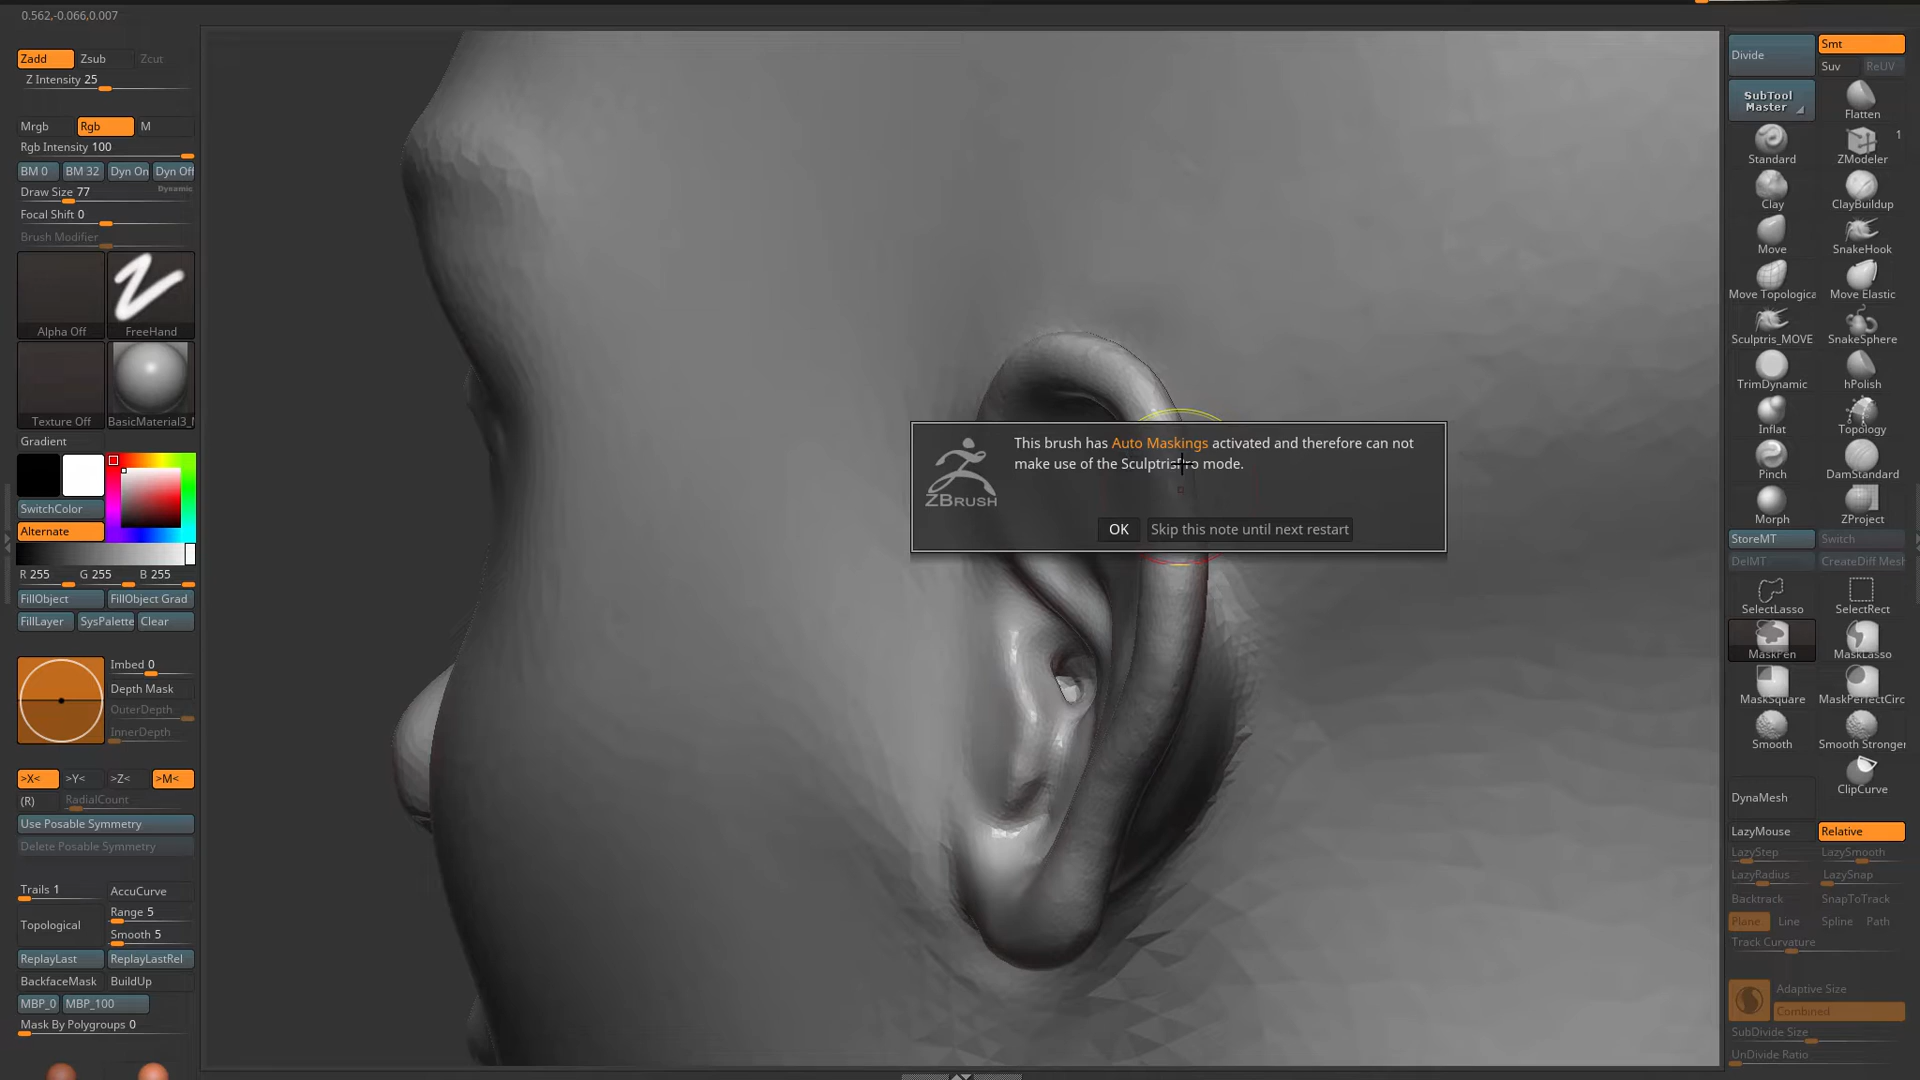 0.562,-0.066,0.007
Zadd Zsub Zcut
Z Intensity 25
Mrgb Rgb M
Rgb Intensity 100
BM 0 BM 32 Dyn On Dyn Off
Draw Size 77 Dynamic
Focal Shift 0
Brush Modifier
Alpha Off FreeHand
Texture Off BasicMaterial3_
Gradient
SwitchColor
Alternate
R 255 G 255 B 255
FillObject FillObject Grad
FillLayer SysPalette Clear
Imbed 0
Depth Mask
OuterDepth
InnerDepth
>X< >Y< >Z< >M<
(R) RadialCount
Use Posable Symmetry
Delete Posable Symmetry
Trails 1 AccuCurve
Topological Range 5
Smooth 5
ReplayLast ReplayLastRel
BackfaceMask BuildUp
MBP_0 MBP_100
Mask By Polygroups 0
This brush has Auto Maskings activated and therefore can not
make use of the Sculptris mode.
ZBRUSH
OK Skip this note until next restart
Divide Smt
Suv ReUV
SubTool
Master Flatten
1
Standard ZModeler
Clay ClayBuildup
Move SnakeHook
Move Topologica Move Elastic
Sculptris_MOVE SnakeSphere
TrimDynamic hPolish
Inflat Topology
Pinch DamStandard
Morph ZProject
StoreMT Switch
DelMT CreateDiff Mesh
SelectLasso SelectRect
MaskPen MaskLasso
MaskSquare MaskPerfectCirc
Smooth Smooth Stronger
DynaMesh ClipCurve
LazyMouse Relative
LazyStep LazySmooth
LazyRadius LazySnap
Backtrack SnapToTrack
Plane Line Spline Path
Track Curvature
Adaptive Size
Combined
SubDivide Size
UnDivide Ratio